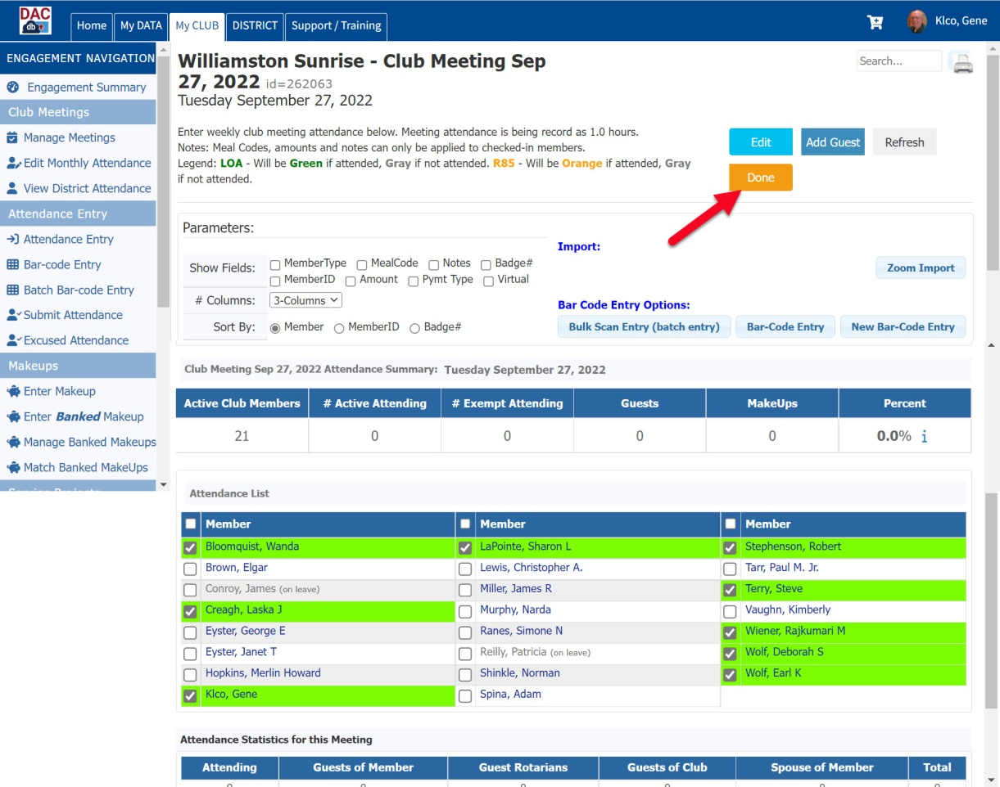 DAC
db
Home
My DATA
My CLUB
DISTRICT
Support / Training
Klco, Gene
ENGAGEMENT NAVIGATION
Engagement Summary
Club Meetings
Manage Meetings
Edit Monthly Attendance
View District Attendance
Attendance Entry
Attendance Entry
Bar-code Entry
Batch Bar-code Entry
Submit Attendance
Excused Attendance
Makeups
Enter Makeup
Enter Banked Makeup
Manage Banked Makeups
Match Banked MakeUps
Service Projects
Williamston Sunrise - Club Meeting Sep
27, 2022 id=262063
Tuesday September 27, 2022
Search...
Enter weekly club meeting attendance below. Meeting attendance is being record as 1.0 hours.
Notes: Meal Codes, amounts and notes can only be applied to checked-in members.
Legend: LOA - Will be Green if attended, Gray if not attended. R85 - Will be Orange if attended, Gray
if not attended.
Edit
Add Guest
Refresh
Done
Parameters:
Show Fields: MemberType MealCode Notes Badge#
MemberID Amount Pymt Type Virtual
# Columns: 3-Columns
Sort By: Member MemberID Badge#
Import:
Zoom Import
Bar Code Entry Options:
Bulk Scan Entry (batch entry) Bar-Code Entry New Bar-Code Entry
Club Meeting Sep 27, 2022 Attendance Summary: Tuesday September 27, 2022
Active Club Members # Active Attending # Exempt Attending Guests MakeUps Percent
21 0 0 0 0 0.0% i
Attendance List
Member Member Member
Bloomquist, Wanda LaPointe, Sharon L Stephenson, Robert
Brown, Elgar Lewis, Christopher A. Tarr, Paul M. Jr.
Conroy, James (on leave) Miller, James R Terry, Steve
Creagh, Laska J Murphy, Narda Vaughn, Kimberly
Eyster, George E Ranes, Simone N Wiener, Rajkumari M
Eyster, Janet T Reilly, Patricia (on leave) Wolf, Deborah S
Hopkins, Merlin Howard Shinkle, Norman Wolf, Earl K
Klco, Gene Spina, Adam
Attendance Statistics for this Meeting
Attending Guests of Member Guest Rotarians Guests of Club Spouse of Member Total